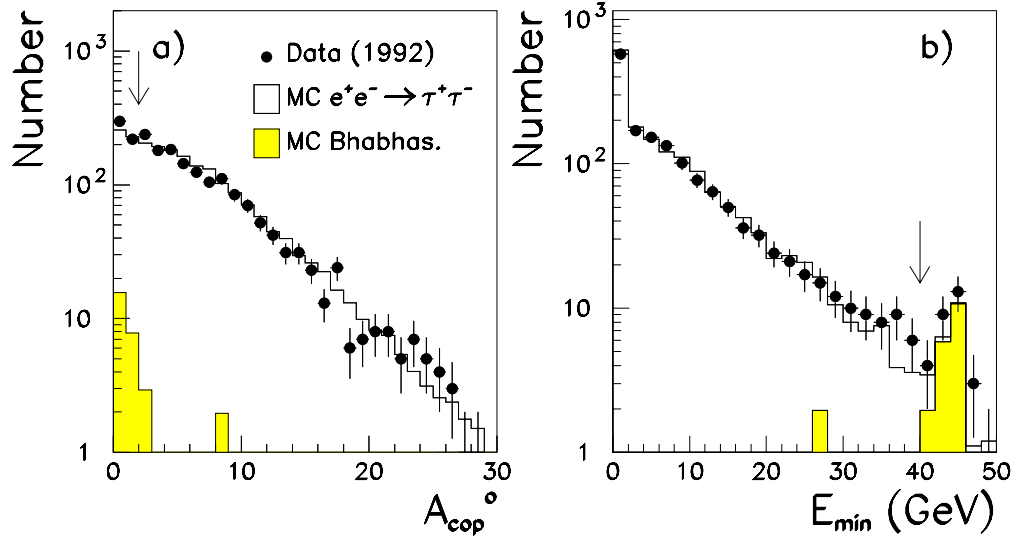 Number
10³
10²
10
1
a)
Data (1992)
MC e⁺e⁻ → τ⁺τ⁻
MC Bhabhas.
0 10 20 30
A_cop °
Number
10³
10²
10
1
b)
0 10 20 30 40 50
E_min (GeV)